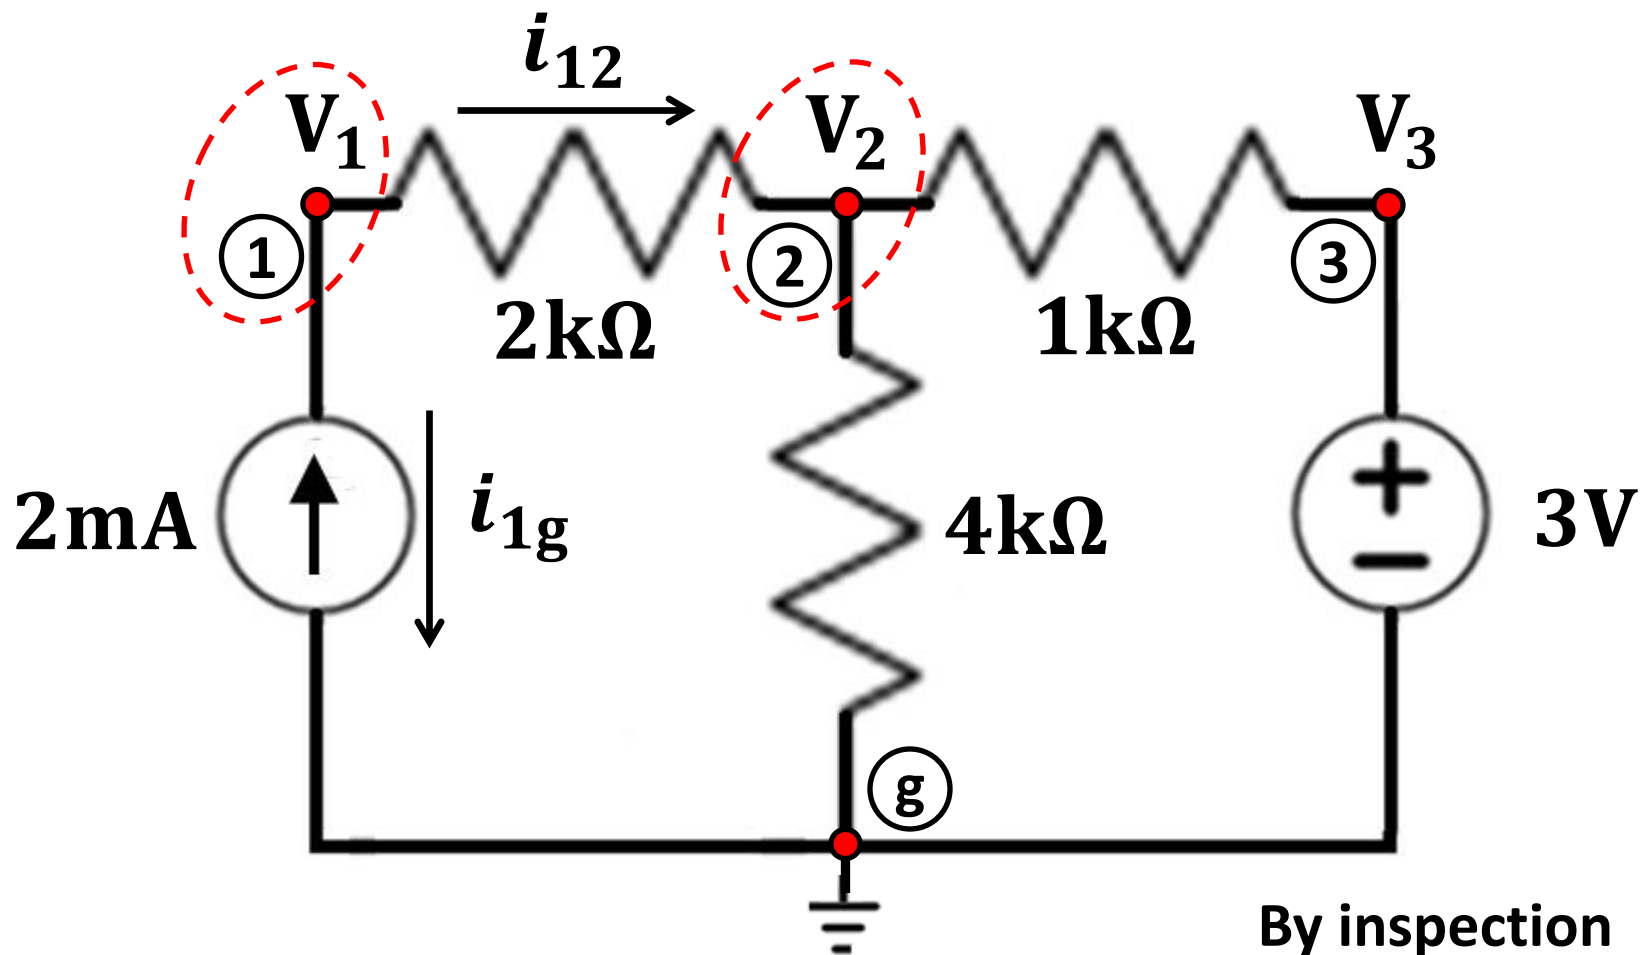 i12
V1
V2
V3
1
2
3
2kΩ
1kΩ
2mA
i1g
4kΩ
3V
g
By inspection